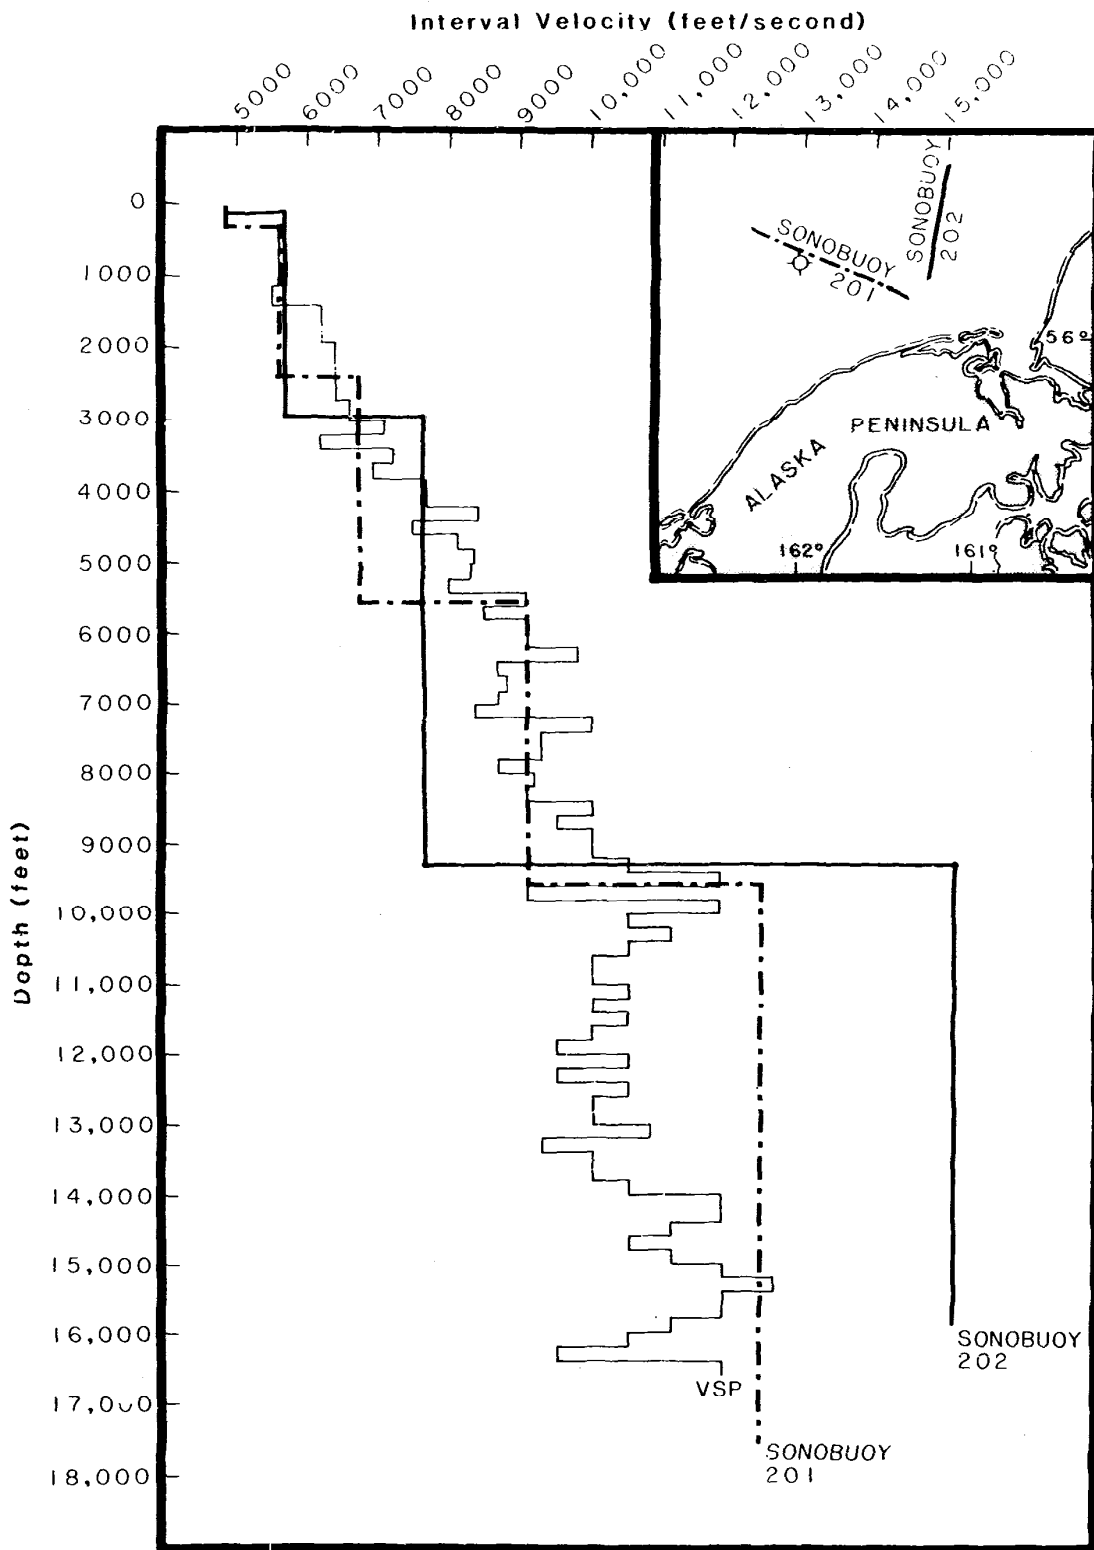 Interval Velocity (feet/second)
5000 6000 7000 8000 9000 10,000 11,000 12,000 13,000 14,000 15,000
Dopth (feet)
0
1000
2000
3000
4000
5000
6000
7000
8000
9000
10,000
11,000
12,000
13,000
14,000
15,000
16,000
17,000
18,000
SONOBUOY
202
SONOBUOY
201
56°
ALASKA PENINSULA
162° 161°
VSP
SONOBUOY
202
SONOBUOY
201